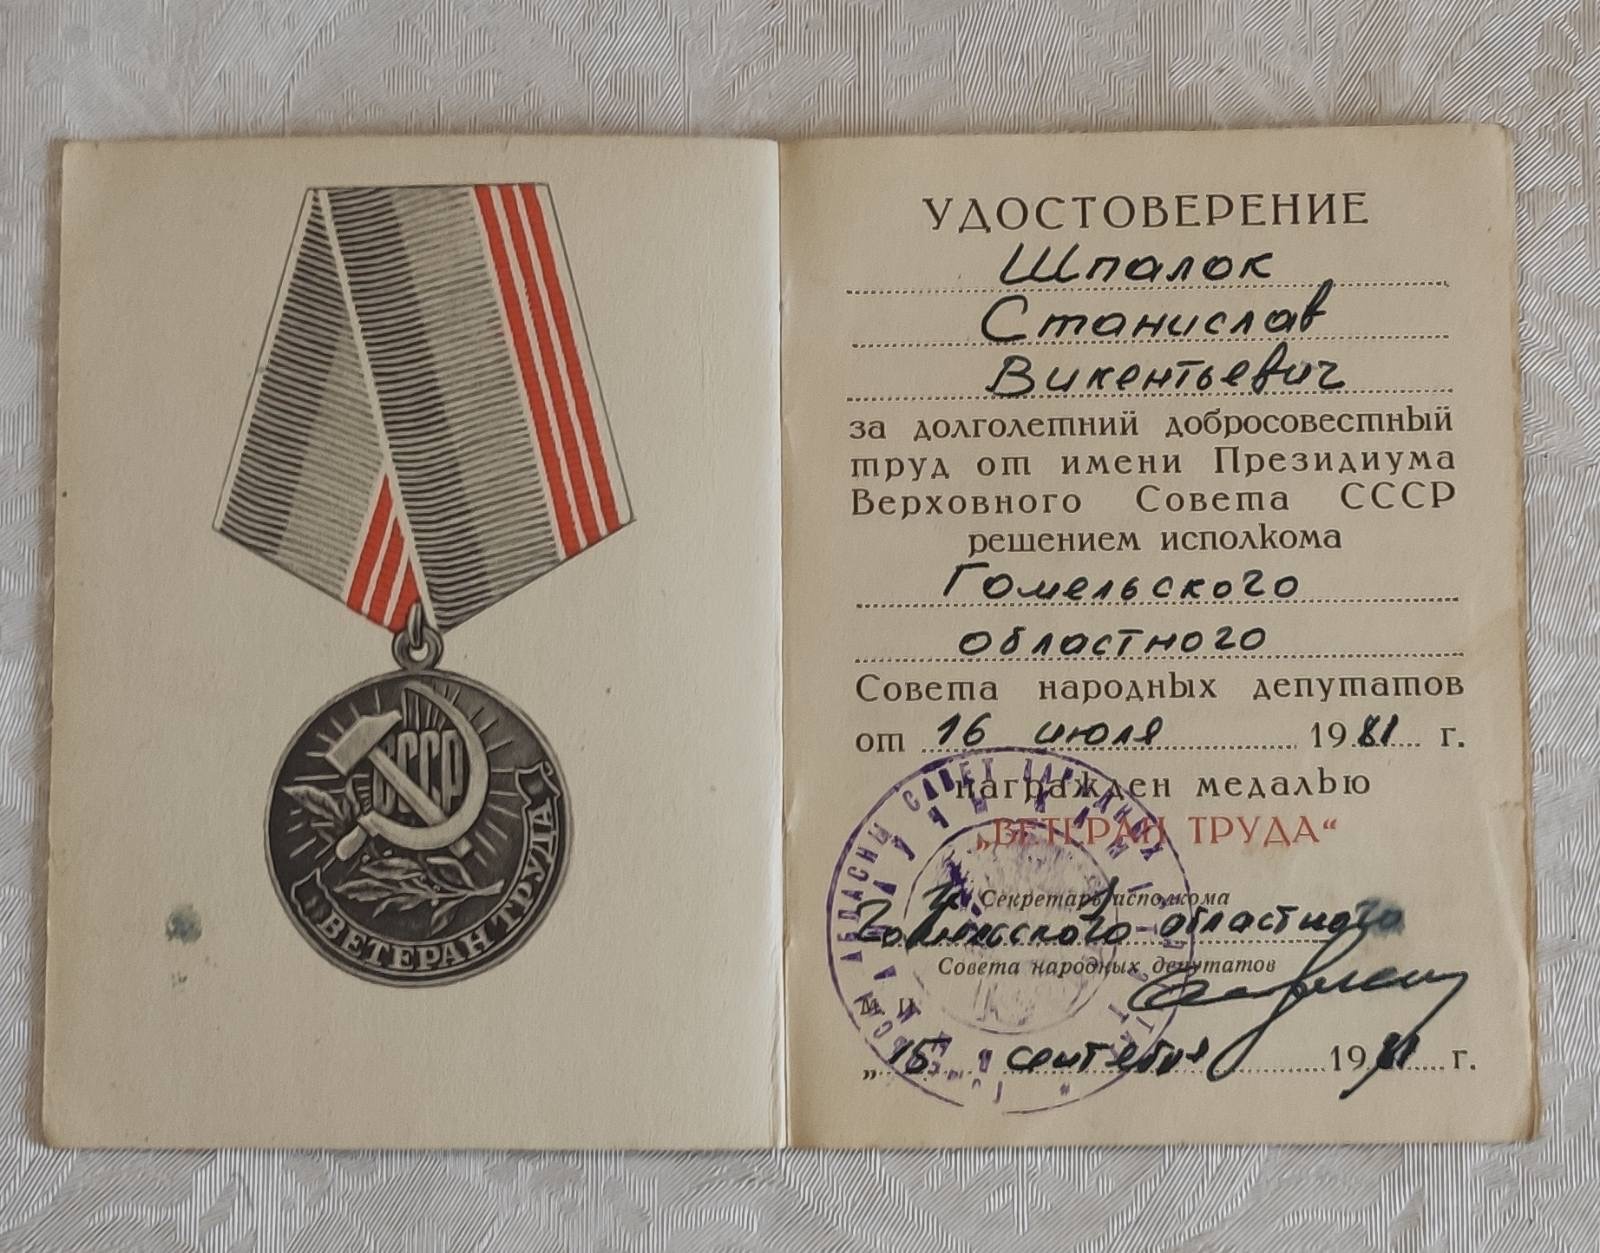 СССР
ВЕТЕРАН ТРУДА
УДОСТОВЕРЕНИЕ
Шпалок
Станислав
Викентьевич
за долголетний добросовестный
труд от имени Президиума
Верховного Совета СССР
решением исполкома
Гомельского
областного
Совета народных депутатов
от 16 июля 1981 г.
награжден медалью
„ВЕТЕРАН ТРУДА“
Секретарь исполкома
Гомельского областного
Совета народных депутатов
М. П.
„15 сентября 1981 г.